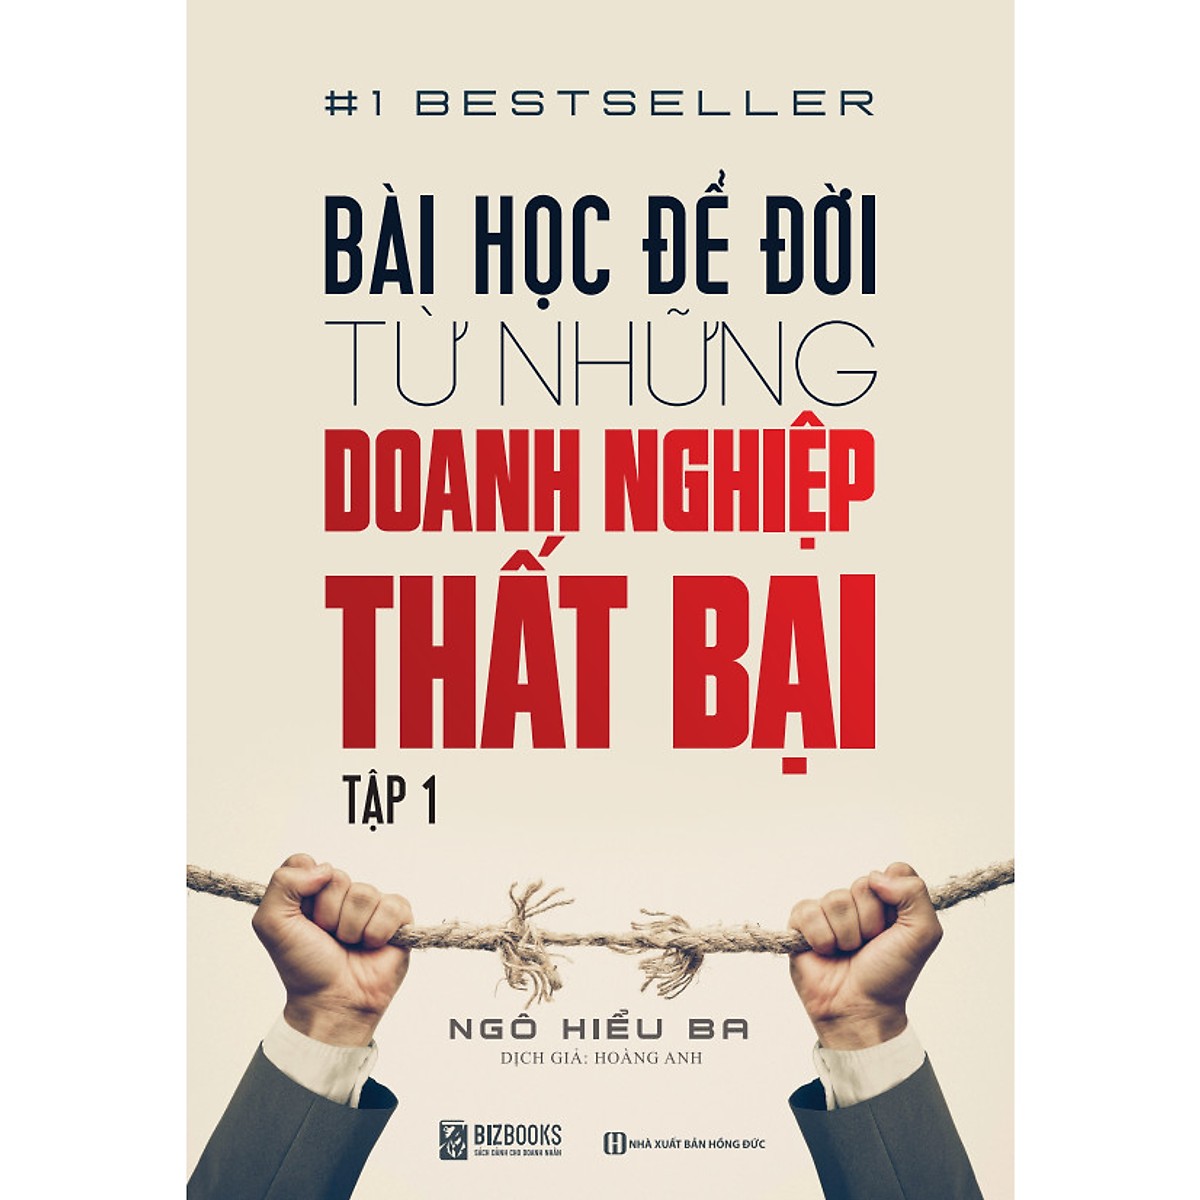 #1 BESTSELLER
BÀI HỌC ĐỂ ĐỜI
TỪ NHỮNG
DOANH NGHIỆP
THẤT BẠI
TẬP 1
NGÔ HIỂU BA
DỊCH GIẢ: HOÀNG ANH
BIZBOOKS
SÁCH DÀNH CHO DOANH NHÂN
NHÀ XUẤT BẢN HỒNG ĐỨC